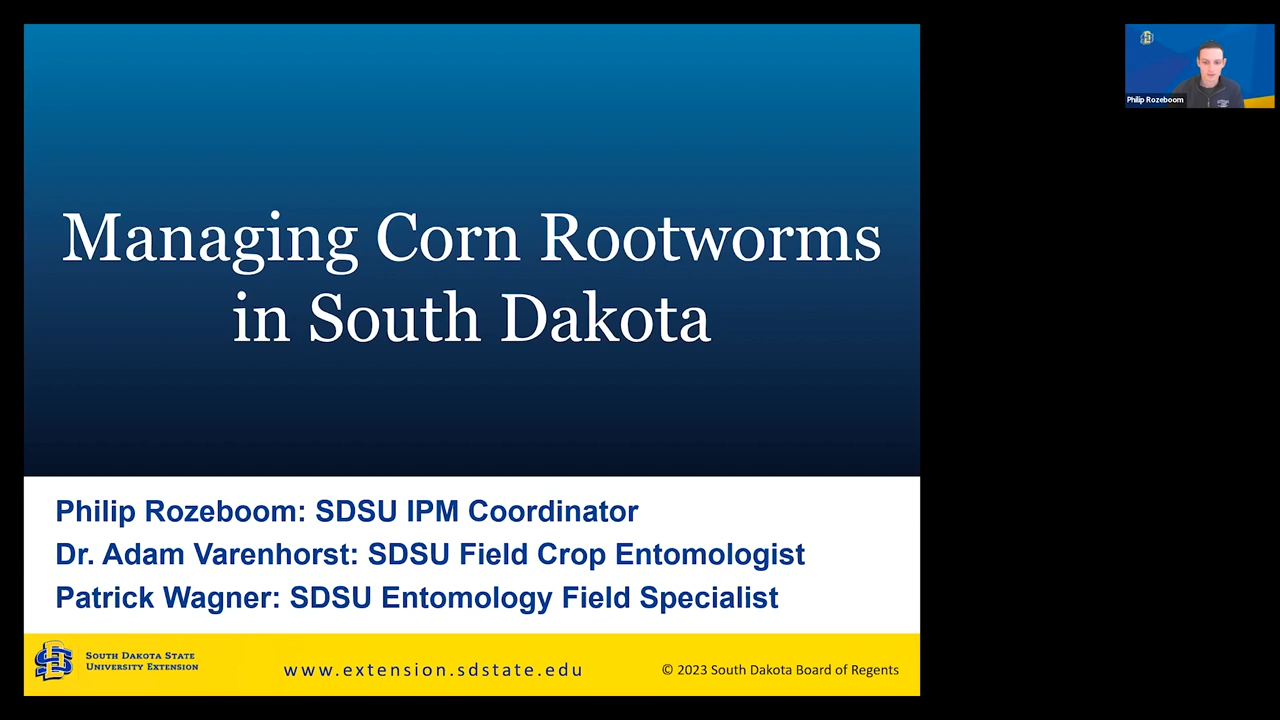 Managing Corn Rootworms
in South Dakota
Philip Rozeboom: SDSU IPM Coordinator
Dr. Adam Varenhorst: SDSU Field Crop Entomologist
Patrick Wagner: SDSU Entomology Field Specialist
South Dakota State
University Extension
www.extension.sdstate.edu
© 2023 South Dakota Board of Regents
Philip Rozeboom